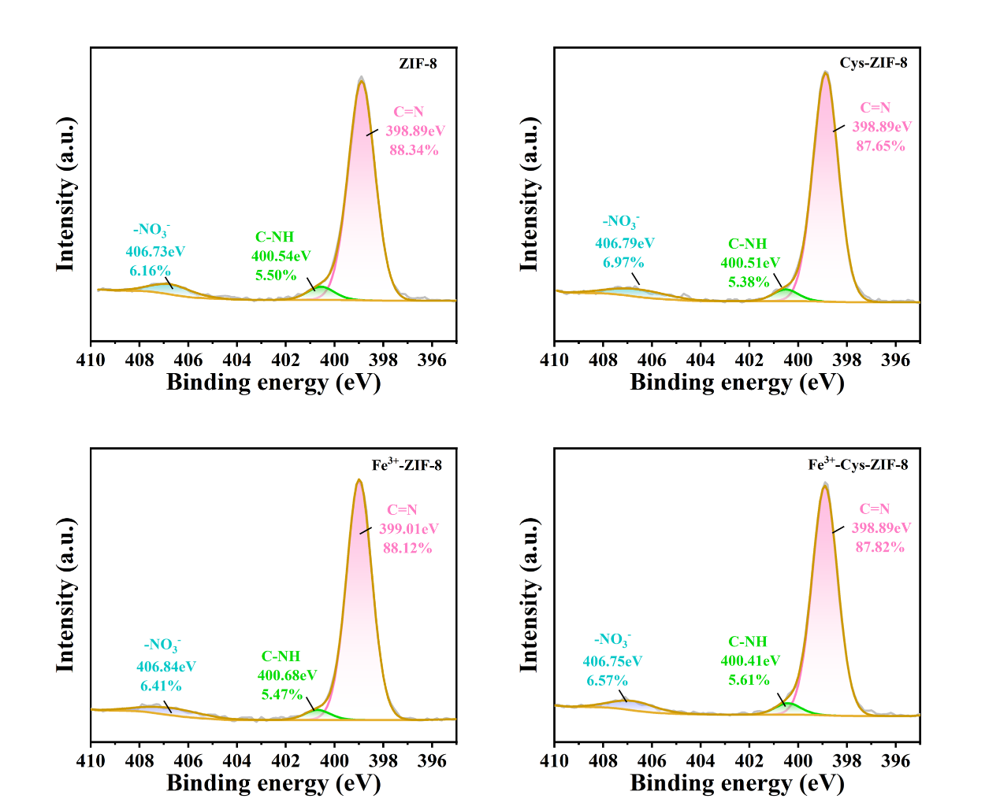 ZIF-8
C=N
398.89eV
88.34%
-NO₃⁻
406.73eV
6.16%
C-NH
400.54eV
5.50%
Intensity (a.u.)
410 408 406 404 402 400 398 396
Binding energy (eV)
Cys-ZIF-8
C=N
398.89eV
87.65%
-NO₃⁻
406.79eV
6.97%
C-NH
400.51eV
5.38%
Intensity (a.u.)
410 408 406 404 402 400 398 396
Binding energy (eV)
Fe³⁺-ZIF-8
C=N
399.01eV
88.12%
-NO₃⁻
406.84eV
6.41%
C-NH
400.68eV
5.47%
Intensity (a.u.)
410 408 406 404 402 400 398 396
Binding energy (eV)
Fe³⁺-Cys-ZIF-8
C=N
398.89eV
87.82%
-NO₃⁻
406.75eV
6.57%
C-NH
400.41eV
5.61%
Intensity (a.u.)
410 408 406 404 402 400 398 396
Binding energy (eV)